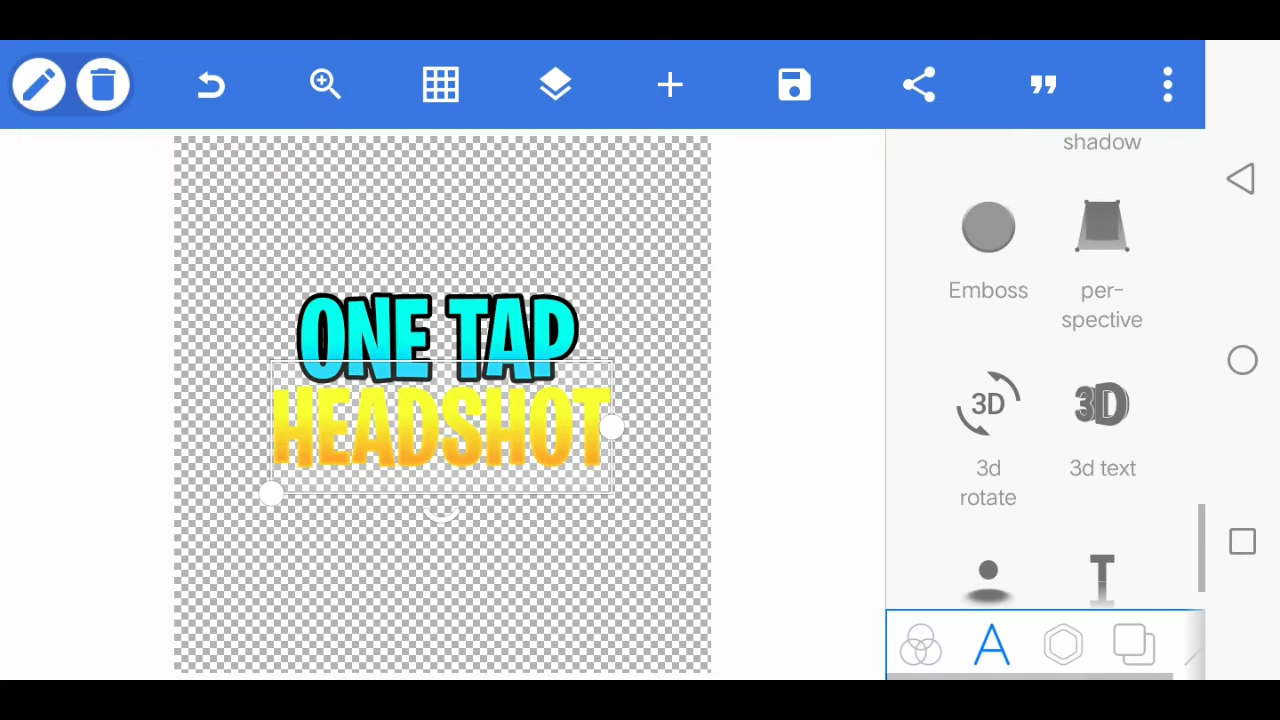 shadow
ONE TAP
HEADSHOT
Emboss
per-
spective
3D
3D
3d
rotate
3d text
T
A